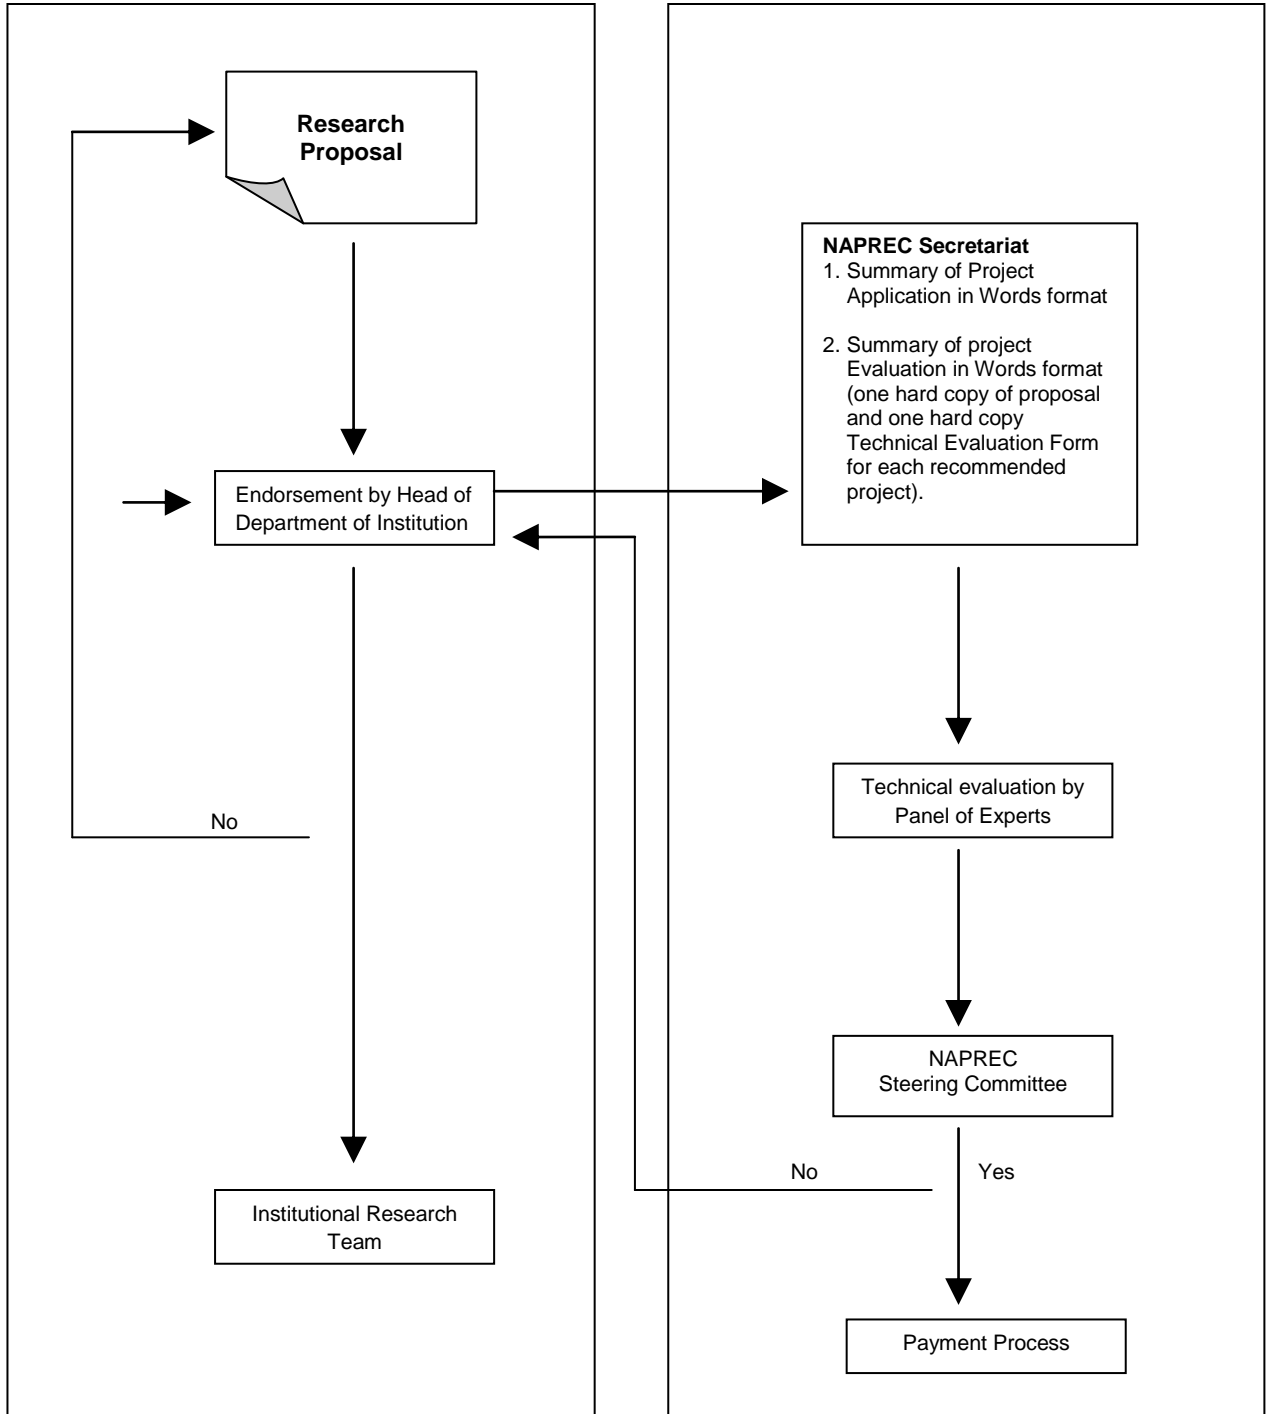 Research
Proposal
Endorsement by Head of
Department of Institution
No
Institutional Research
Team
NAPREC Secretariat
1. Summary of Project
Application in Words format
2. Summary of project
Evaluation in Words format
(one hard copy of proposal
and one hard copy
Technical Evaluation Form
for each recommended
project).
Technical evaluation by
Panel of Experts
NAPREC
Steering Committee
No
Yes
Payment Process